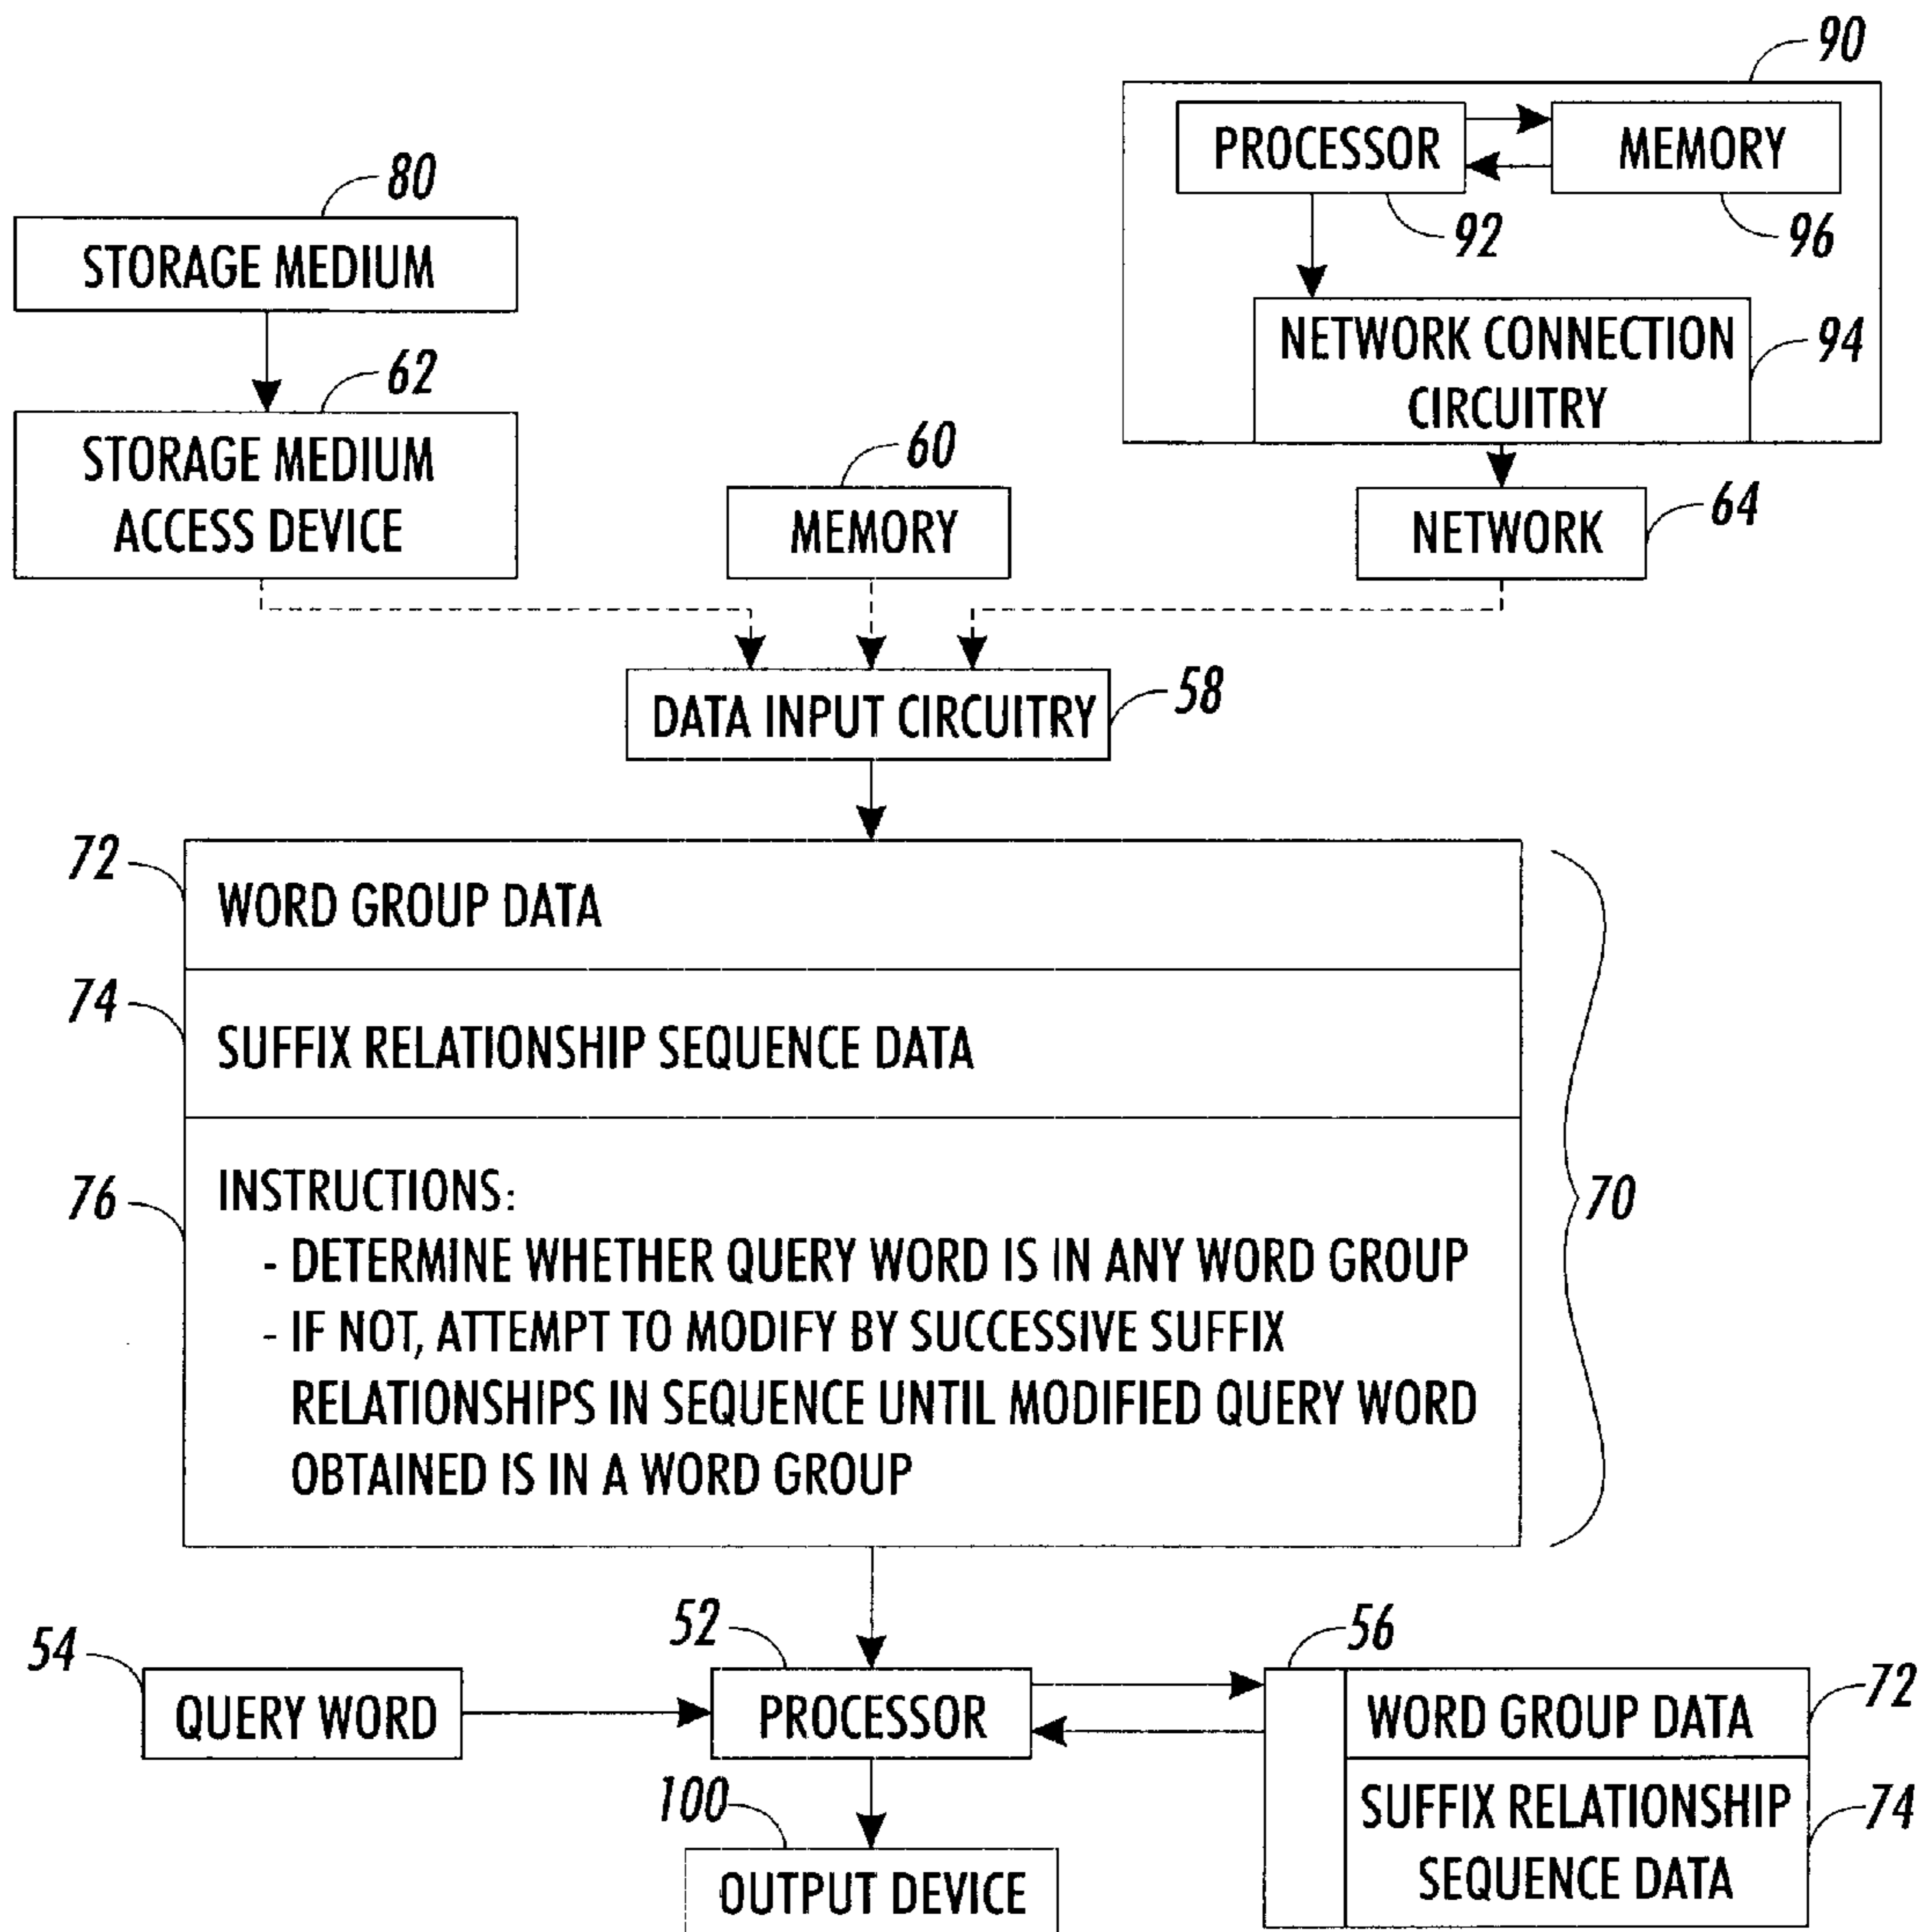 90
PROCESSOR
MEMORY
80
92
96
STORAGE MEDIUM
NETWORK CONNECTION
CIRCUITRY
94
62
STORAGE MEDIUM
ACCESS DEVICE
60
MEMORY
NETWORK
64
DATA INPUT CIRCUITRY
58
72
WORD GROUP DATA
74
SUFFIX RELATIONSHIP SEQUENCE DATA
76
INSTRUCTIONS:
- DETERMINE WHETHER QUERY WORD IS IN ANY WORD GROUP
- IF NOT, ATTEMPT TO MODIFY BY SUCCESSIVE SUFFIX
RELATIONSHIPS IN SEQUENCE UNTIL MODIFIED QUERY WORD
OBTAINED IS IN A WORD GROUP
70
54
QUERY WORD
52
PROCESSOR
56
WORD GROUP DATA
72
SUFFIX RELATIONSHIP
SEQUENCE DATA
74
100
OUTPUT DEVICE